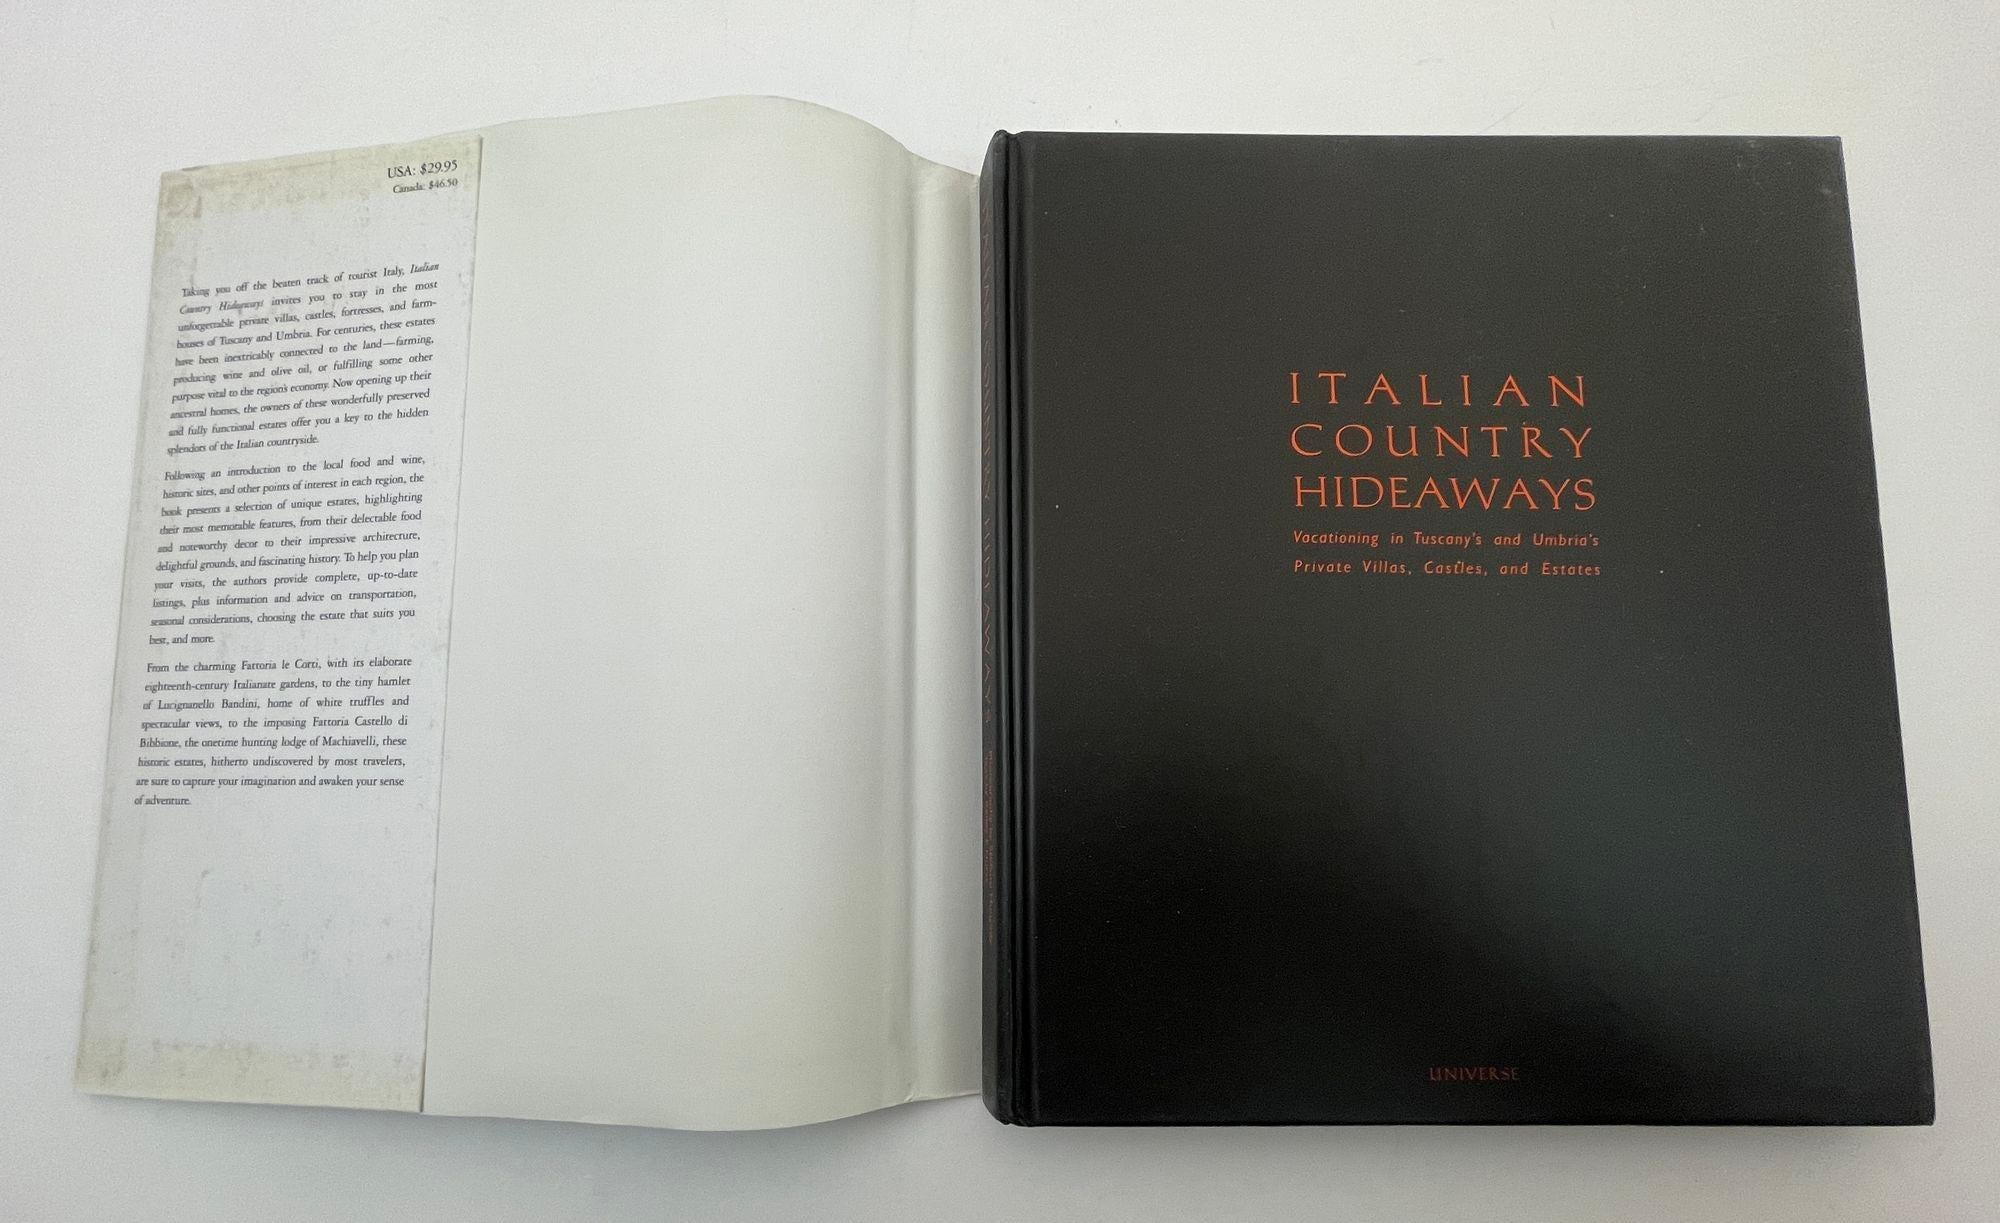 USA: $29.95
Canada: $46.50
Taking you off the beaten track of tourist Italy, Italian
Country Hideaways invites you to stay in the most
unforgettable private villas, castles, fortresses, and farm-
houses of Tuscany and Umbria. For centuries, these estates
have been inextricably connected to the land—farming,
producing wine and olive oil, or fulfilling some other
purpose vital to the region's economy. Now opening up their
ancestral homes, the owners of these wonderfully preserved
and fully functional estates offer you a key to the hidden
splendors of the Italian countryside.
Following an introduction to the local food and wine,
historic sites, and other points of interest in each region, the
book presents a selection of unique estates, highlighting
their most memorable features, from their delectable food
and noteworthy decor to their impressive architecture,
delightful grounds, and fascinating history. To help you plan
your visits, the authors provide complete, up-to-date
listings, plus information and advice on transportation,
seasonal considerations, choosing the estate that suits you
best, and more.
From the charming Fattoria le Corti, with its elaborate
eighteenth-century Italianate gardens, to the tiny hamlet
of Lucignanello Bandini, home of white truffles and
spectacular views, to the imposing Fattoria Castello di
Bibbione, the onetime hunting lodge of Machiavelli, these
historic estates, hitherto undiscovered by most travelers,
are sure to capture your imagination and awaken your sense
of adventure.
ITALIAN COUNTRY HIDEAWAYS
ITALIAN
COUNTRY
HIDEAWAYS
Vacationing in Tuscany's and Umbria's
Private Villas, Castles, and Estates
UNIVERSE